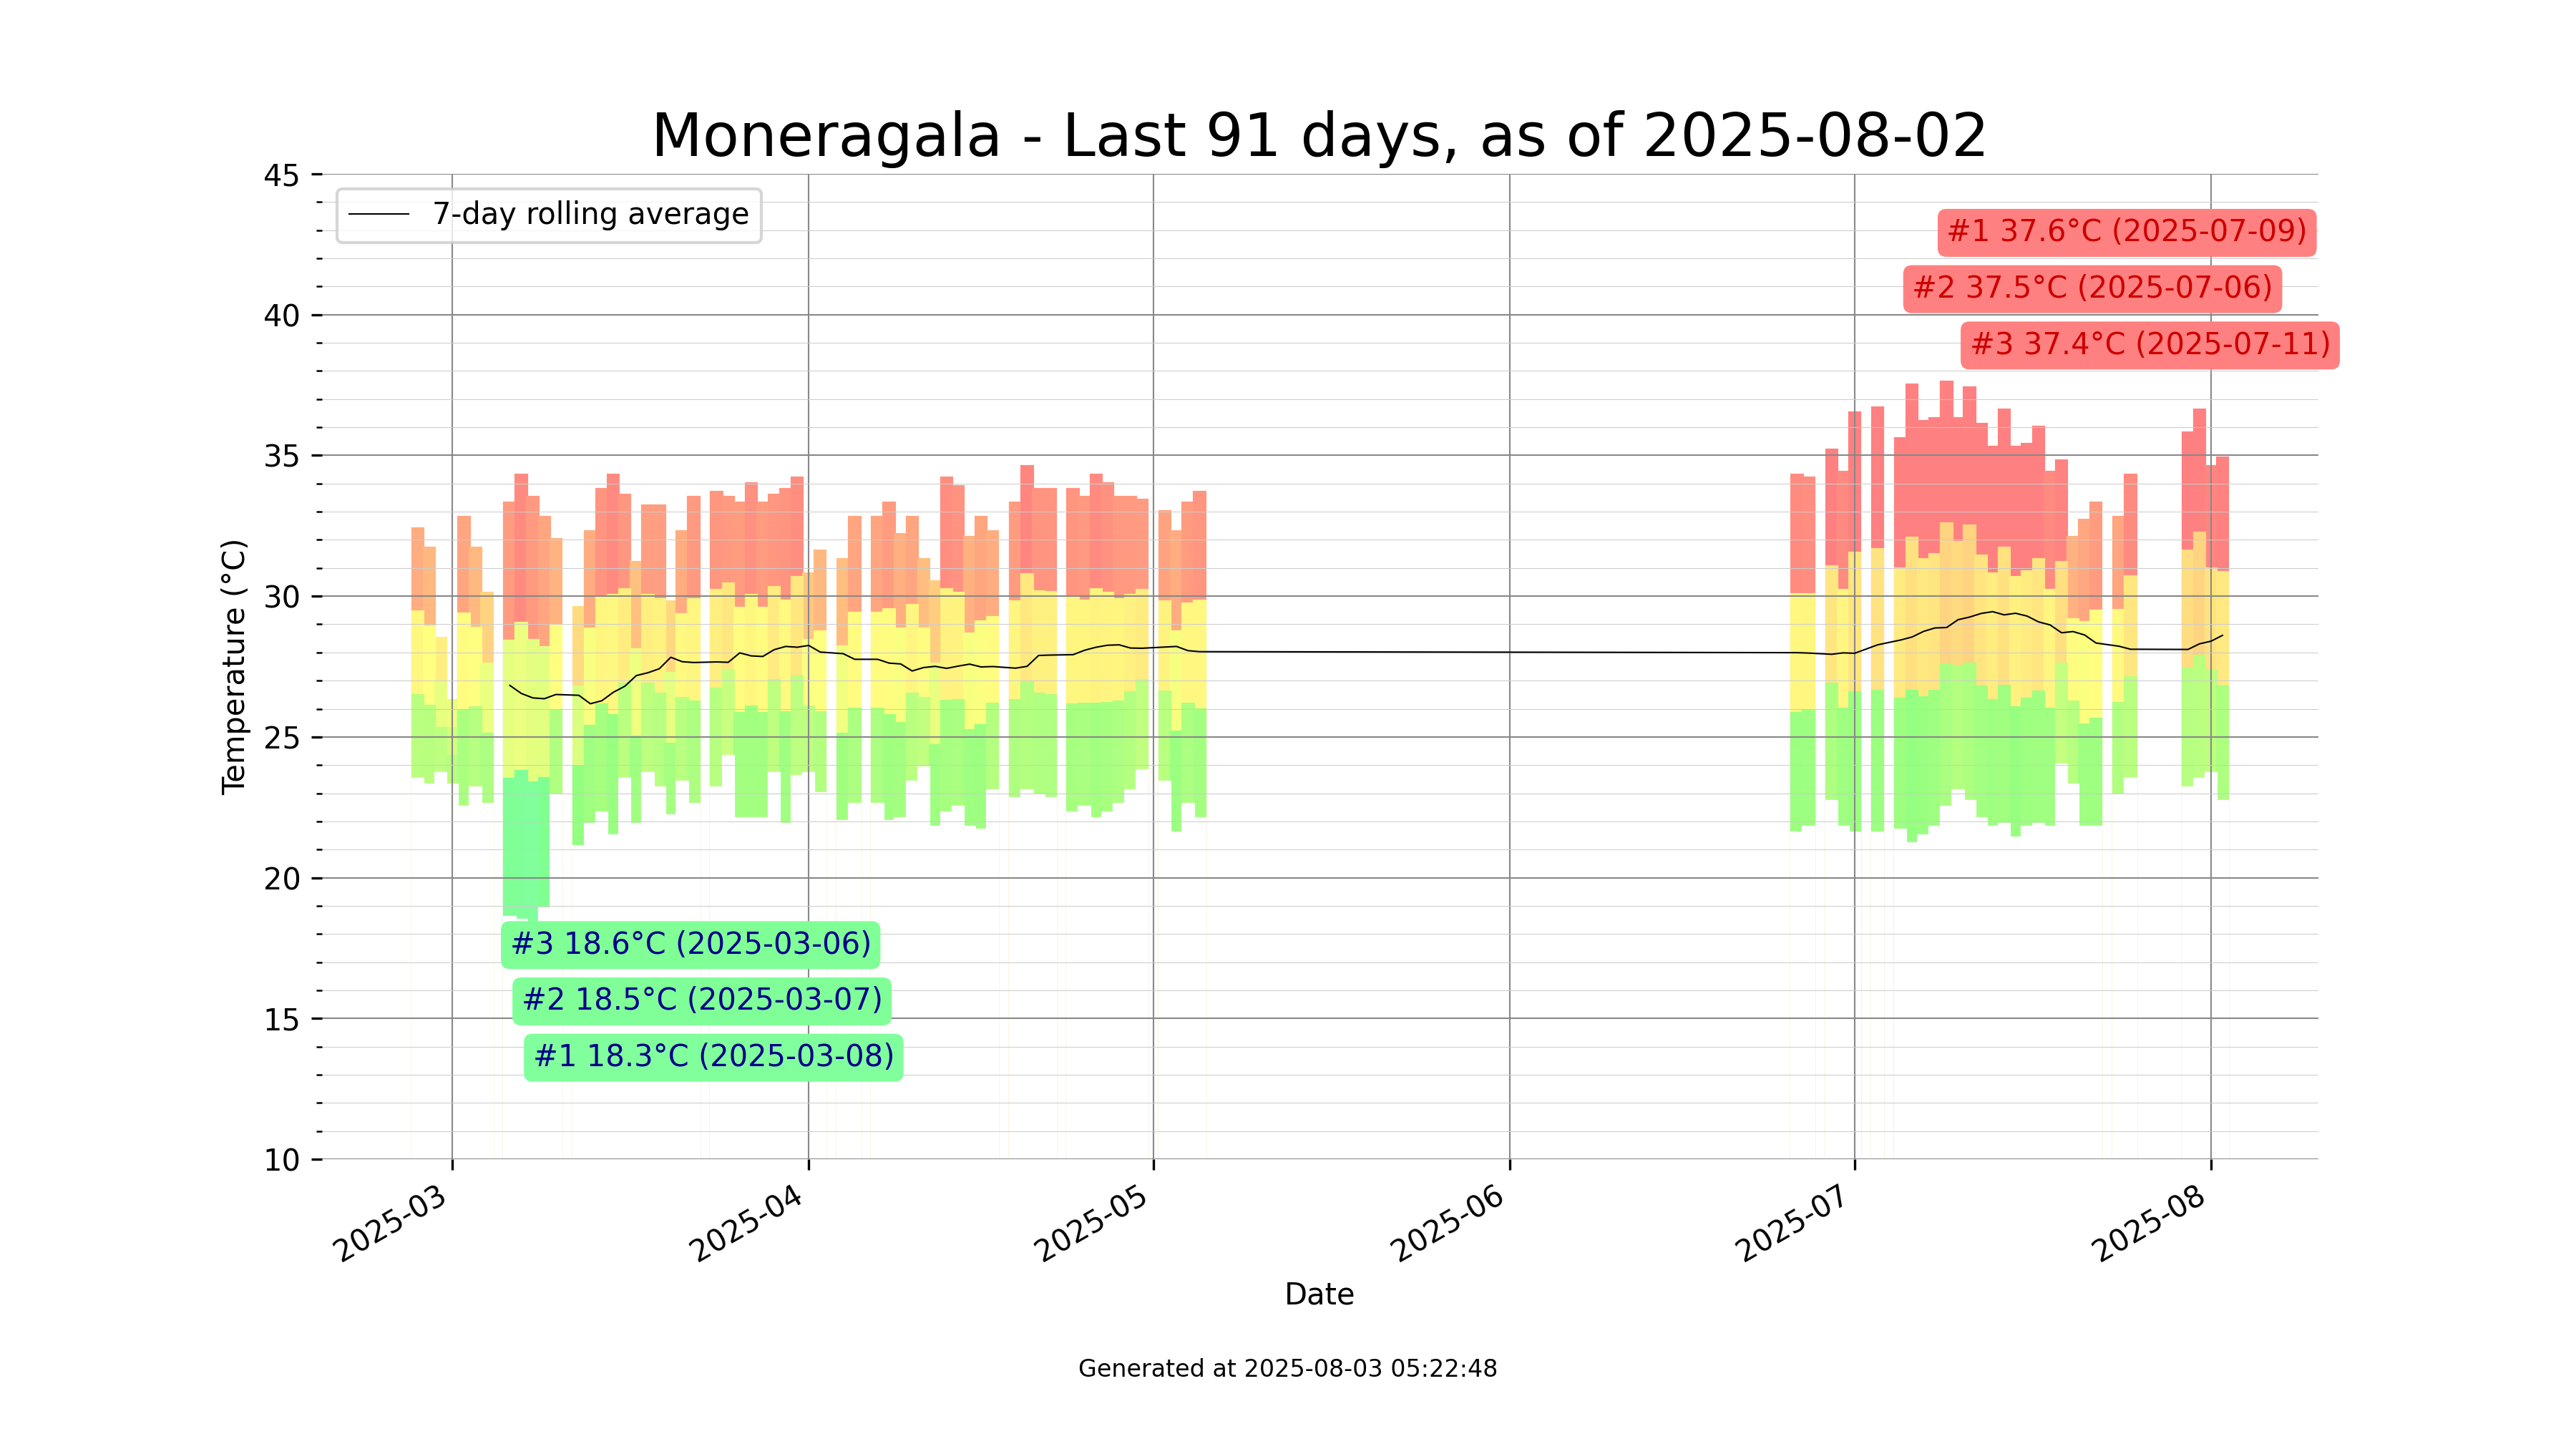 Moneragala - Last 91 days, as of 2025-08-02
45
7-day rolling average
#1 37.6°C (2025-07-09)
#2 37.5°C (2025-07-06)
40
#3 37.4°C (2025-07-11)
35
30
Temperature (°C)
25
20
#3 18.6°C (2025-03-06)
#2 18.5°C (2025-03-07)
15
#1 18.3°C (2025-03-08)
10
2025-03
2025-04
2025-05
2025-06
2025-07
2025-08
Date
Generated at 2025-08-03 05:22:48